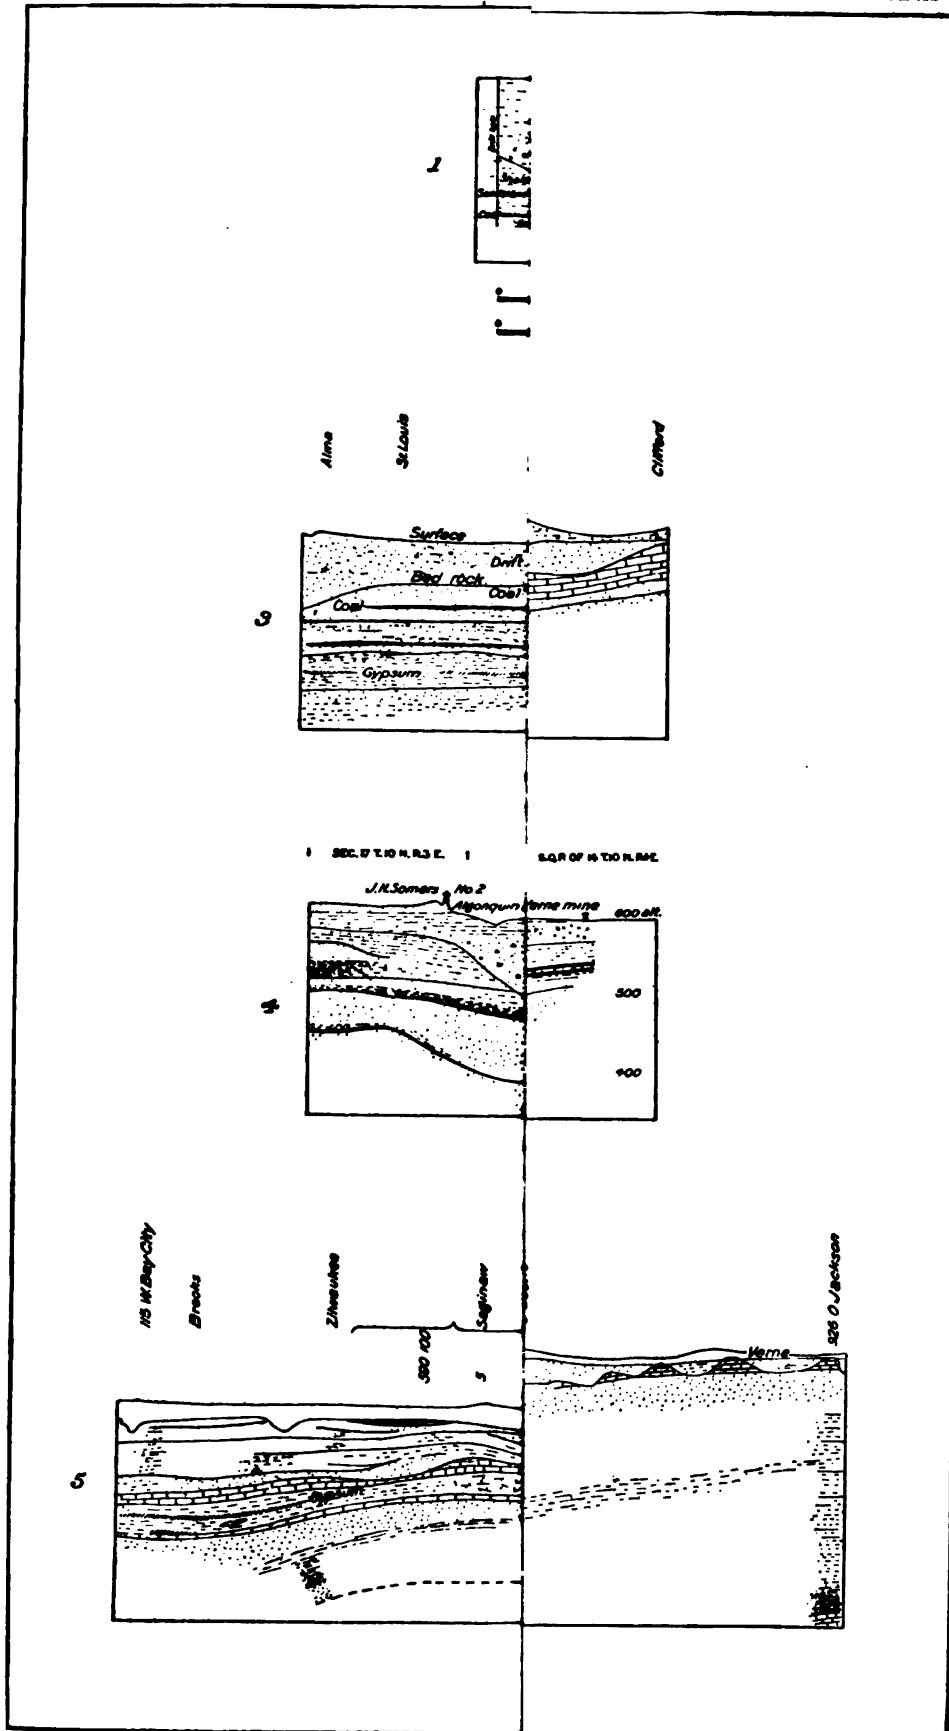 1
Alma
St. Louis
Clifford
Surface
Drift
Bed rock
Coal
Coal
3
Gypsum
SEC. 17 T. 10 N. R. 3 E.
J.H. Somers No 2
Algonquin Verne mine
600 alt.
500
4
400
115 W. Bay City
Brooks
Zilwaukee
Saginaw
926 O Jackson
S
Verne
5
Gypsum